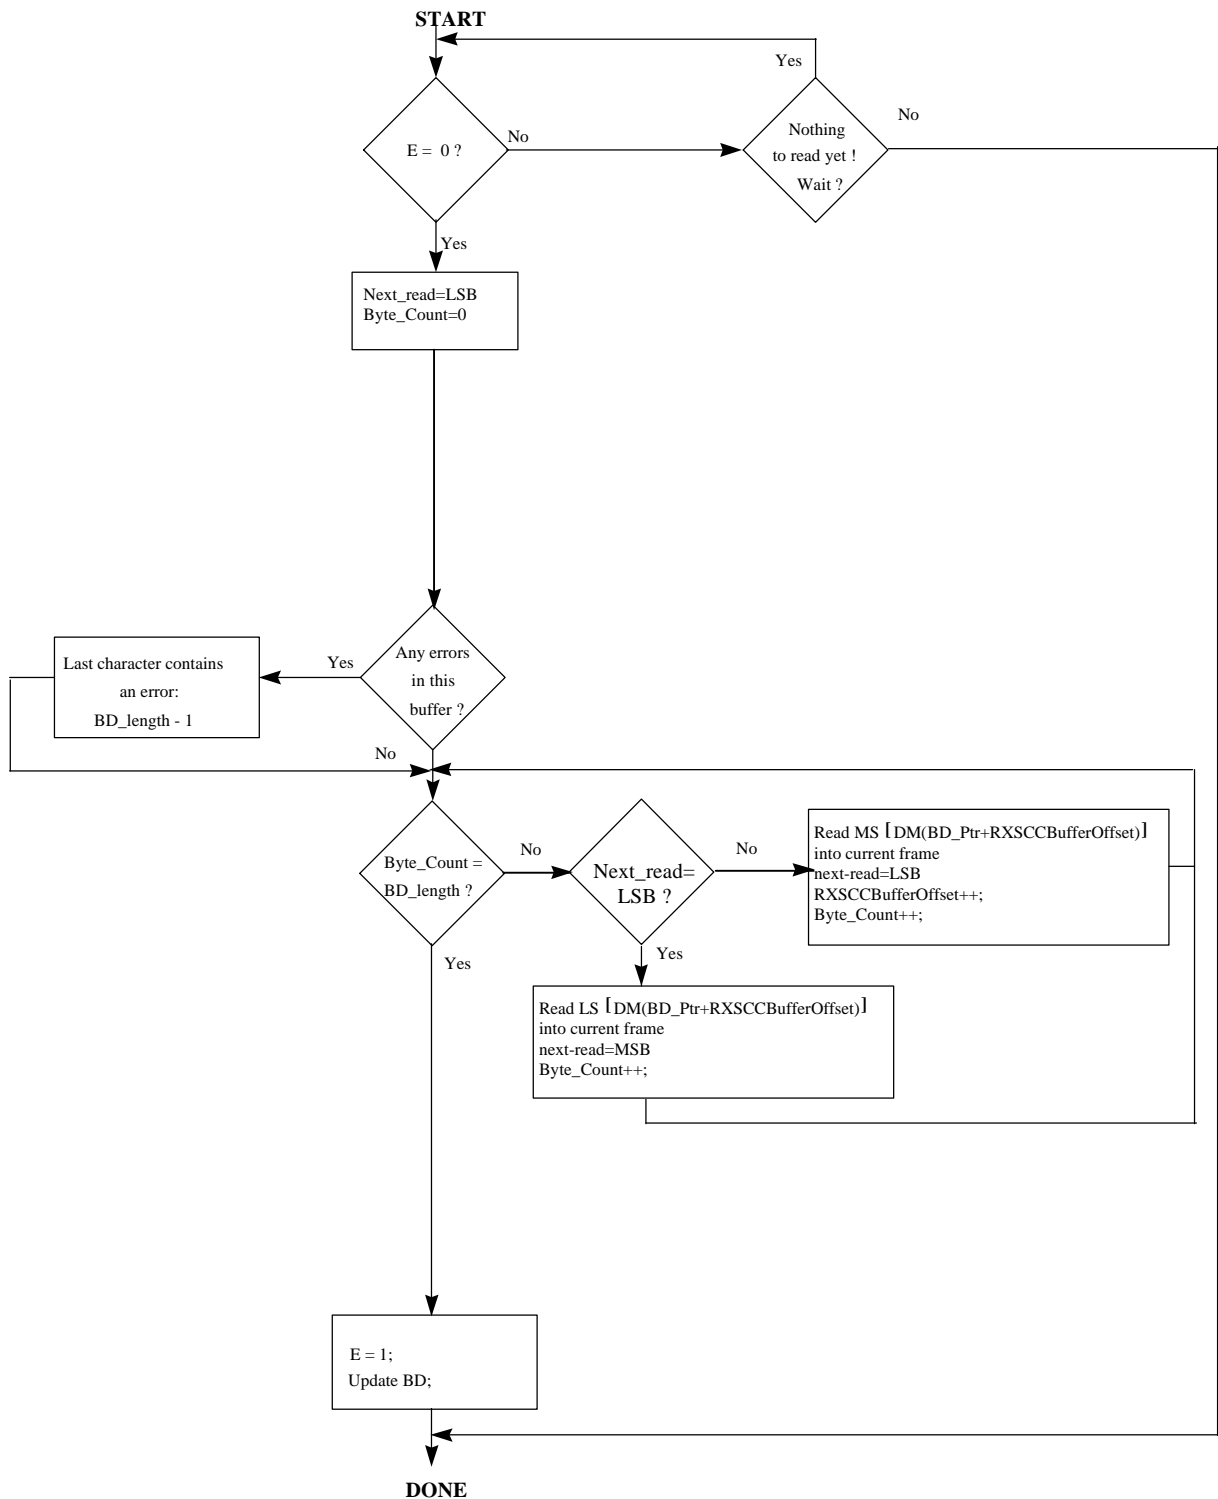 START
Yes
No
Nothing
to read yet !
Wait ?
E =  0 ?
No
Yes
Next_read=LSB
Byte_Count=0
Any errors
in this
buffer ?
Yes
Last character contains
an error:
BD_length - 1
No
Byte_Count =
BD_length ?
No
Next_read=
LSB ?
No
Read MS [DM(BD_Ptr+RXSCCBufferOffset)]
into current frame
next-read=LSB
RXSCCBufferOffset++;
Byte_Count++;
Yes
Yes
Read LS [DM(BD_Ptr+RXSCCBufferOffset)]
into current frame
next-read=MSB
Byte_Count++;
E = 1;
Update BD;
DONE